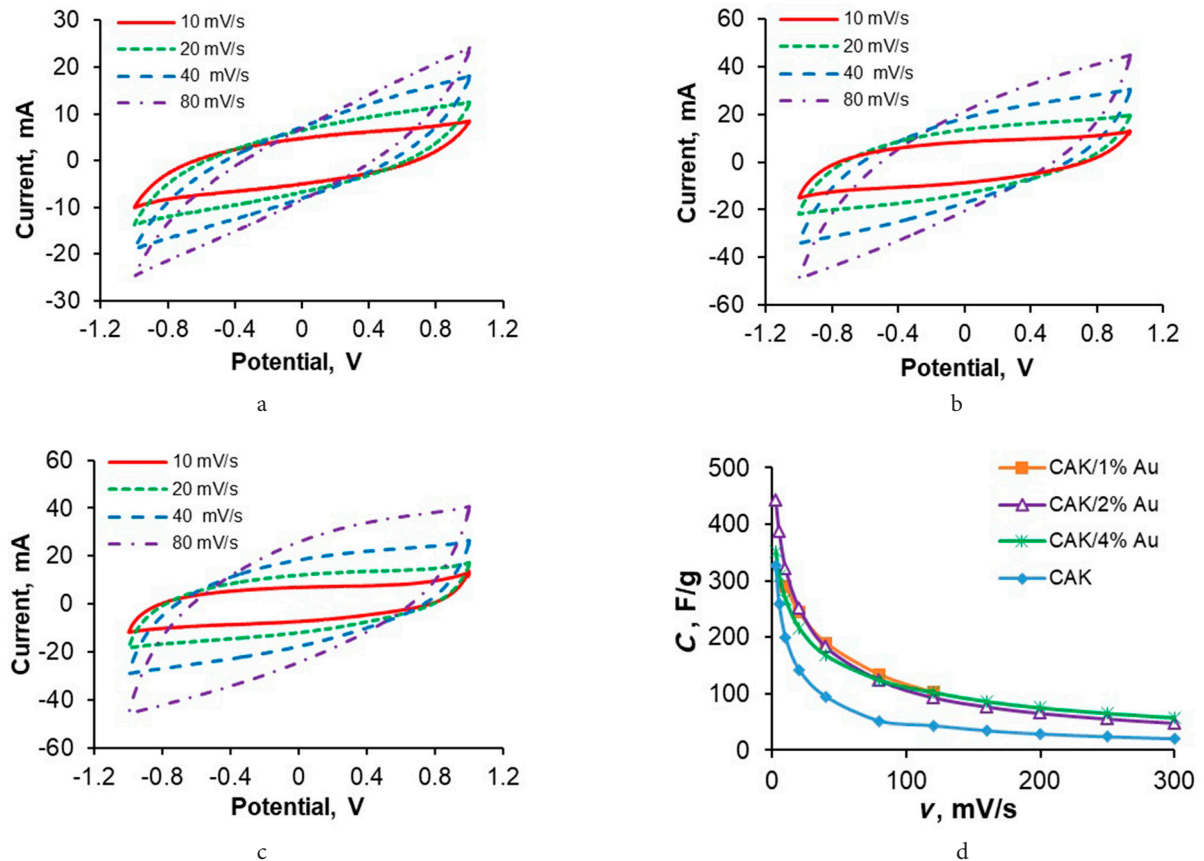 30
20
10
0
-10
-20
-30
Current, mA
10 mV/s
20 mV/s
40 mV/s
80 mV/s
-1.2 -0.8 -0.4 0 0.4 0.8 1.2
Potential, V
a
60
40
20
0
-20
-40
-60
Current, mA
10 mV/s
20 mV/s
40 mV/s
80 mV/s
-1.2 -0.8 -0.4 0 0.4 0.8 1.2
Potential, V
b
60
40
20
0
-20
-40
-60
Current, mA
10 mV/s
20 mV/s
40 mV/s
80 mV/s
-1.2 -0.8 -0.4 0 0.4 0.8 1.2
Potential, V
c
500
400
300
200
100
0
C, F/g
CAK/1% Au
CAK/2% Au
CAK/4% Au
CAK
0 100 200 300
v, mV/s
d